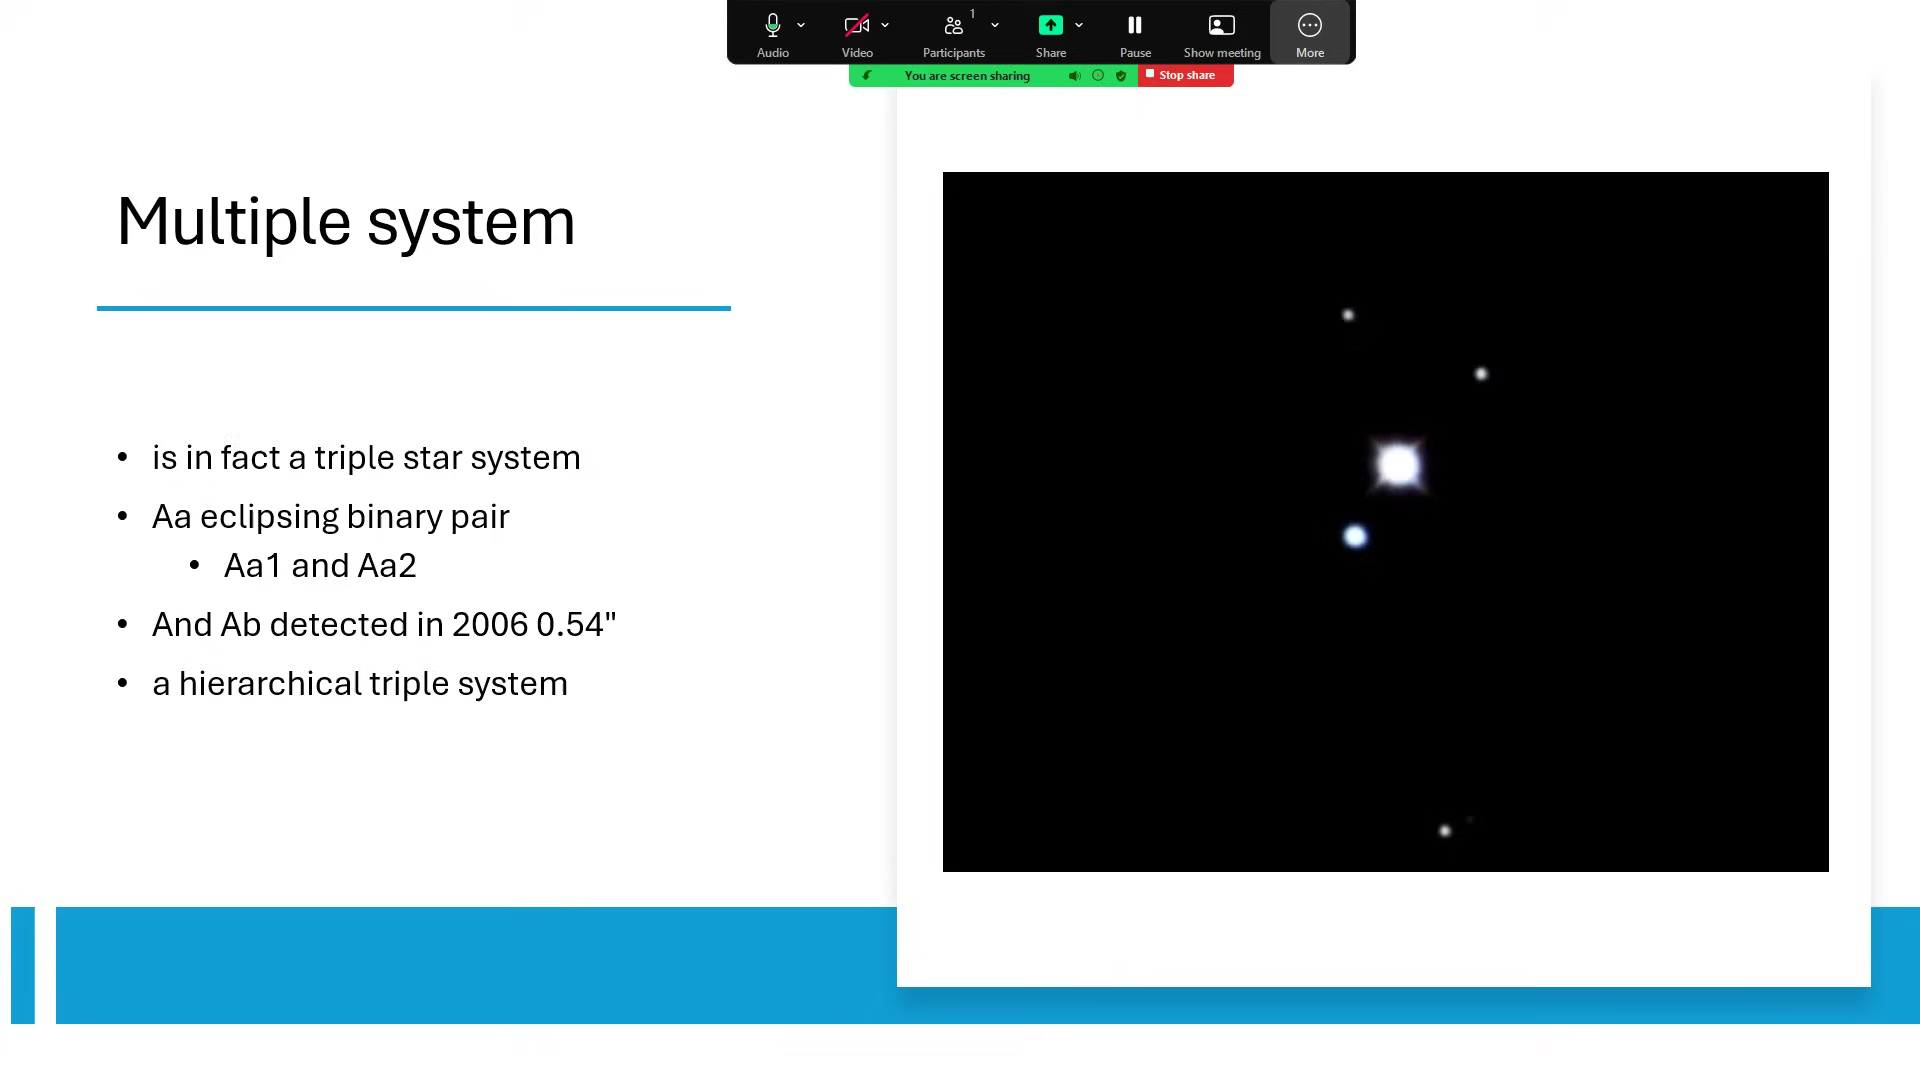 1
Audio
Video
Participants
Share
Pause
Show meeting
More
You are screen sharing
Stop share
Multiple system
• is in fact a triple star system
• Aa eclipsing binary pair
• Aa1 and Aa2
• And Ab detected in 2006 0.54"
• a hierarchical triple system